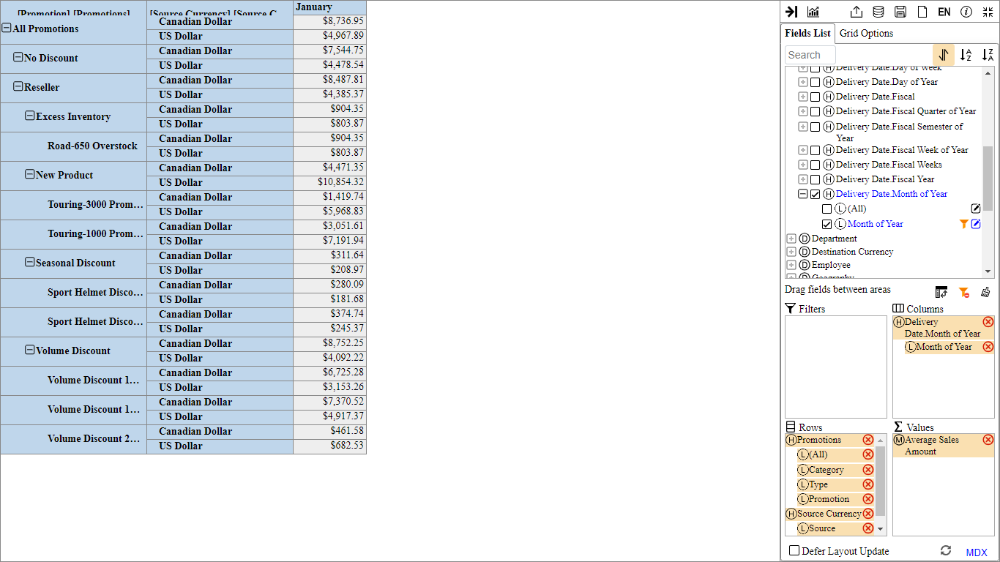 [Promotion].[Promotions] [Source Currency].[Source C January
All Promotions Canadian Dollar $8,736.95
US Dollar $4,967.89
No Discount Canadian Dollar $7,544.75
US Dollar $4,478.54
Reseller Canadian Dollar $8,487.81
US Dollar $4,385.37
Excess Inventory Canadian Dollar $904.35
US Dollar $803.87
Road-650 Overstock Canadian Dollar $904.35
US Dollar $803.87
New Product Canadian Dollar $4,471.35
US Dollar $10,854.32
Touring-3000 Prom... Canadian Dollar $1,419.74
US Dollar $5,968.83
Touring-1000 Prom... Canadian Dollar $3,051.61
US Dollar $7,191.94
Seasonal Discount Canadian Dollar $311.64
US Dollar $208.97
Sport Helmet Disco... Canadian Dollar $280.09
US Dollar $181.68
Sport Helmet Disco... Canadian Dollar $374.74
US Dollar $245.37
Volume Discount Canadian Dollar $8,752.25
US Dollar $4,092.22
Volume Discount 1... Canadian Dollar $6,725.28
US Dollar $3,153.26
Volume Discount 1... Canadian Dollar $7,370.52
US Dollar $4,917.37
Volume Discount 2... Canadian Dollar $461.58
US Dollar $682.53
EN
Fields List Grid Options
Search
A Z Z A
H Delivery Date.Day of Week
H Delivery Date.Day of Year
H Delivery Date.Fiscal
H Delivery Date.Fiscal Quarter of Year
H Delivery Date.Fiscal Semester of
Year
H Delivery Date.Fiscal Week of Year
H Delivery Date.Fiscal Weeks
H Delivery Date.Fiscal Year
H Delivery Date.Month of Year
L (All)
L Month of Year
D Department
D Destination Currency
D Employee
D Geography
Drag fields between areas
Filters
Columns
H Delivery
Date.Month of Year
L Month of Year
Rows
H Promotions
L (All)
L Category
L Type
L Promotion
H Source Currency
L Source
Σ Values
M Average Sales
Amount
Defer Layout Update
MDX